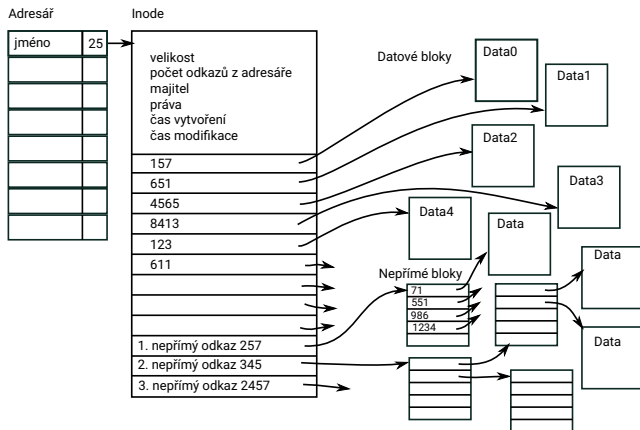 Adresář
Inode
jméno 25
velikost
počet odkazů z adresáře
majitel
práva
čas vytvoření
čas modifikace
157
651
4565
8413
123
611
1. nepřímý odkaz 257
2. nepřímý odkaz 345
3. nepřímý odkaz 2457
Datové bloky
Data0
Data1
Data2
Data3
Data4
Data
Nepřímé bloky
71
551
986
1234
Data
Data